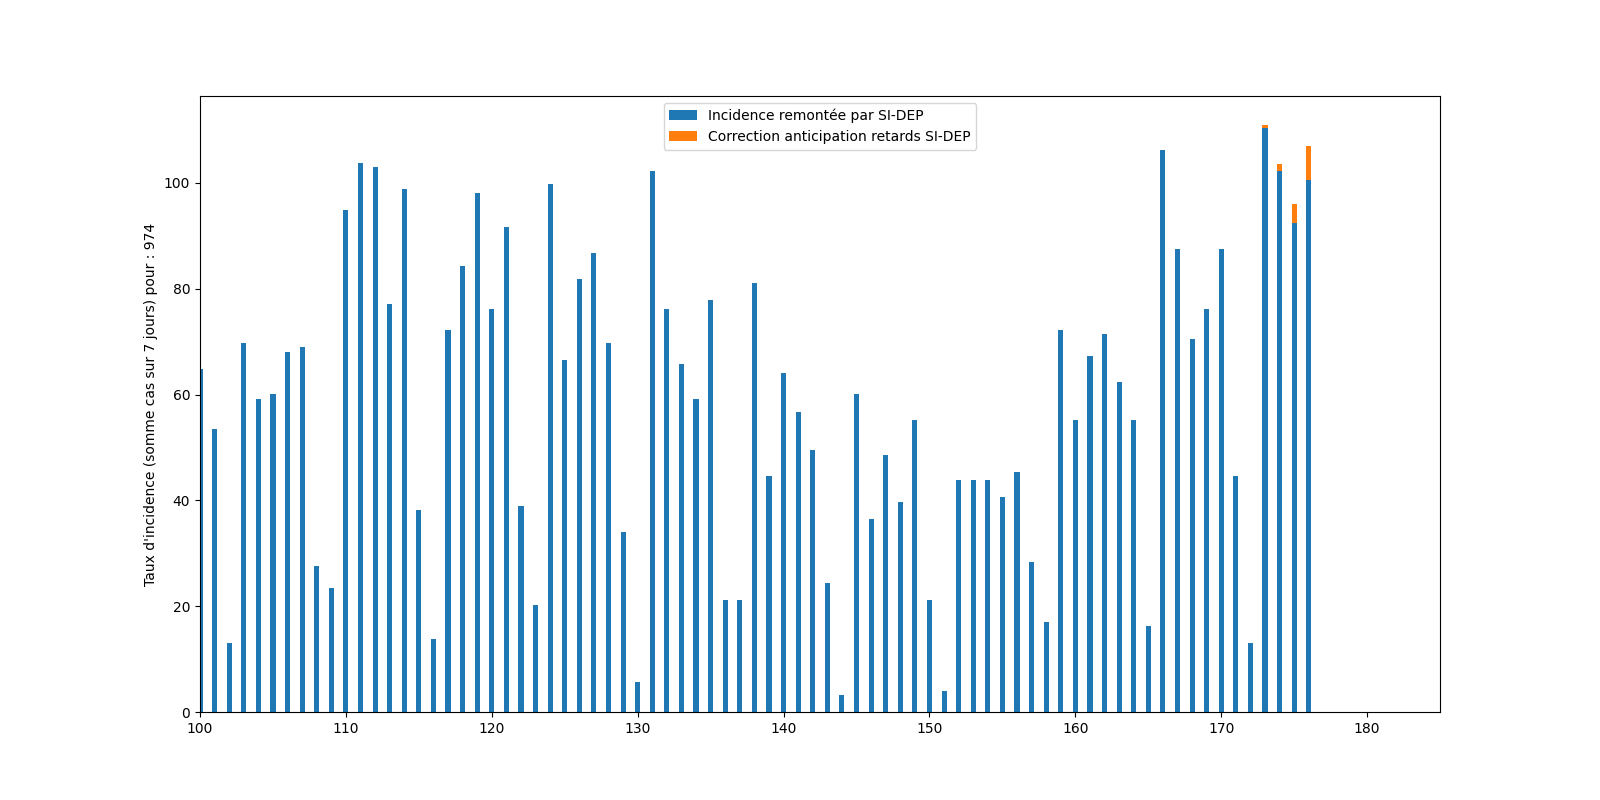 Incidence remontée par SI-DEP
Correction anticipation retards SI-DEP
Taux d'incidence (somme cas sur 7 jours) pour : 974
100
80
60
40
20
0
100 110 120 130 140 150 160 170 180